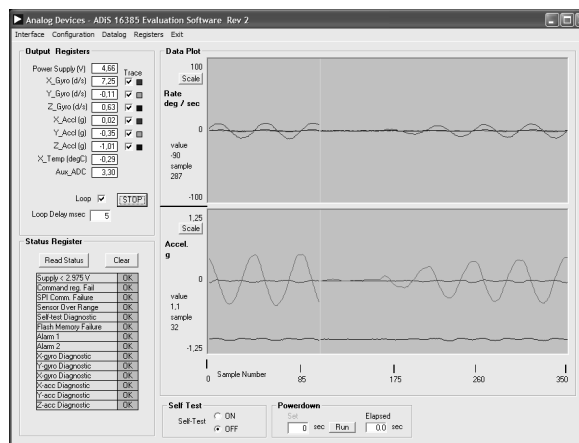 Analog Devices - ADiS 16385 Evaluation Software Rev 2
Interface Configuration Datalog Registers Exit
Output Registers
Power Supply (V) 4,66 Trace
X_Gyro (d/s) 7,25
Y_Gyro (d/s) -0,11
Z_Gyro (d/s) 0,63
X_Accl (g) 0,02
Y_Accl (g) -0,35
Z_Accl (g) -1,01
X_Temp (degC) -0,29
Aux_ADC 3,30
Loop STOP
Loop Delay msec 5
Status Register
Read Status Clear
Supply < 2,975 V OK
Command reg. Fail OK
SPI Comm. Failure OK
Sensor Over Range OK
Self-test Diagnostic OK
Flash Memory Failure OK
Alarm 1 OK
Alarm 2 OK
X-gyro Diagnostic OK
Y-gyro Diagnostic OK
X-gyro Diagnostic OK
X-acc Diagnostic OK
Y-acc Diagnostic OK
Z-acc Diagnostic OK
Data Plot
100
Scale
Rate
deg / sec
0
value
-90
sample
287
-100
1,25
Scale
Accel.
g
0
value
1,1
sample
32
-1,25
0 Sample Number 85 175 260 350
Self Test
Self-Test ON
OFF
Powerdown
Set Elapsed
0 sec Run 0.0 sec